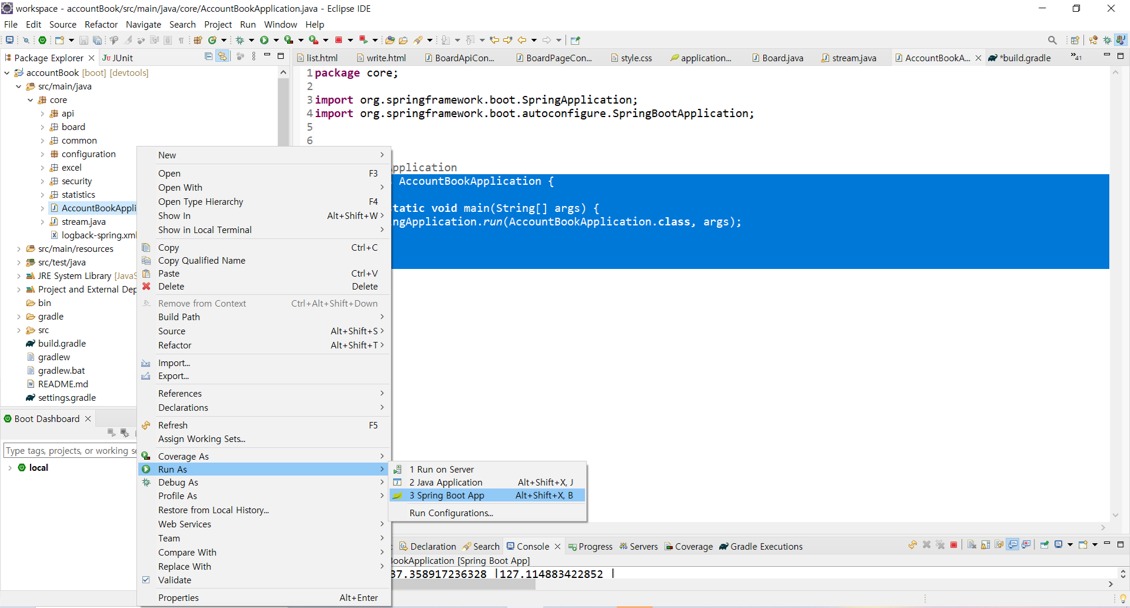 workspace - accountBook/src/main/java/core/AccountBookApplication.java - Eclipse IDE
File Edit Source Refactor Navigate Search Project Run Window Help
Package Explorer
JUnit
list.html
write.html
BoardApiCon...
BoardPageCon...
style.css
application...
Board.java
stream.java
AccountBookA...
*build.gradle
41
accountBook [boot] [devtools]
src/main/java
core
api
board
common
configuration
excel
security
statistics
AccountBookAppli
stream.java
logback-spring.xml
src/main/resources
src/test/java
JRE System Library [JavaS
Project and External Dep
bin
gradle
src
build.gradle
gradlew
gradlew.bat
README.md
settings.gradle
Boot Dashboard
Type tags, projects, or working se
local
1 package core;
2
3 import org.springframework.boot.SpringApplication;
4 import org.springframework.boot.autoconfigure.SpringBootApplication;
5
6
pplication
AccountBookApplication {
tatic void main(String[] args) {
ngApplication.run(AccountBookApplication.class, args);
New
Open F3
Open With
Open Type Hierarchy F4
Show In Alt+Shift+W
Show in Local Terminal
Copy Ctrl+C
Copy Qualified Name
Paste Ctrl+V
Delete Delete
Remove from Context Ctrl+Alt+Shift+Down
Build Path
Source Alt+Shift+S
Refactor Alt+Shift+T
Import...
Export...
References
Declarations
Refresh F5
Assign Working Sets...
Coverage As
Run As
Debug As
Profile As
Restore from Local History...
Web Services
Team
Compare With
Replace With
Validate
Properties Alt+Enter
1 Run on Server
2 Java Application Alt+Shift+X, J
3 Spring Boot App Alt+Shift+X, B
Run Configurations...
Declaration
Search
Console
Progress
Servers
Coverage
Gradle Executions
ookApplication [Spring Boot App]
37.358917236328 |127.114883422852 |